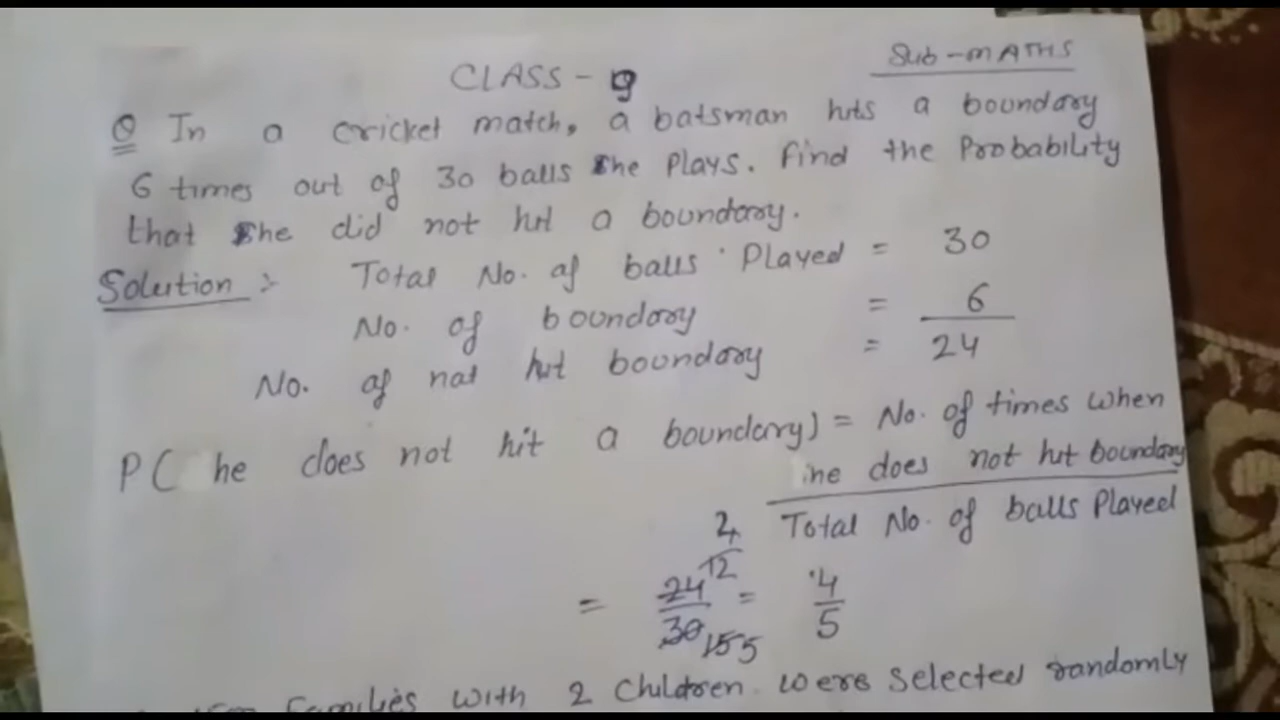 Sub-MATHS
CLASS - 9
Q In a cricket match, a batsman hits a boundary
6 times out of 30 balls she plays. Find the Probability
that she did not hit a boundary.
Solution :- Total No. of balls Played = 30
No. of boundary = 6
No. of not hit boundary = 24
P( he does not hit a boundary) = No. of times when
he does not hit boundary
Total No. of balls Played
= 24/30 = 4/5
12
15 5
Families with 2 Children were selected randomly